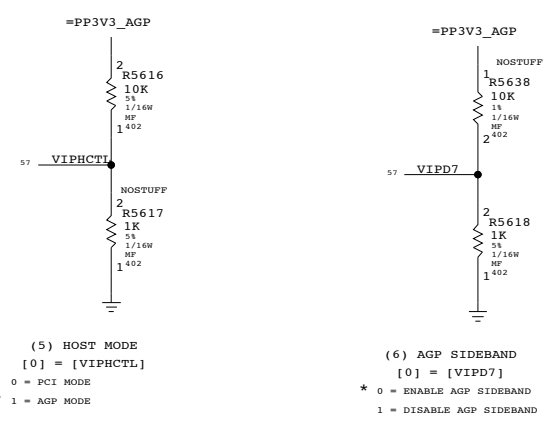 =PP3V3_AGP
2
R5616
10K
5%
1/16W
MF
402
1
57 VIPHCTL
NOSTUFF
2
R5617
1K
5%
1/16W
MF
402
1
(5) HOST MODE
[0] = [VIPHCTL]
0 = PCI MODE
1 = AGP MODE
=PP3V3_AGP
NOSTUFF
1
R5638
10K
1%
1/16W
MF
402
2
57 VIPD7
2
R5618
1K
5%
1/16W
MF
402
1
(6) AGP SIDEBAND
[0] = [VIPD7]
* 0 = ENABLE AGP SIDEBAND
1 = DISABLE AGP SIDEBAND